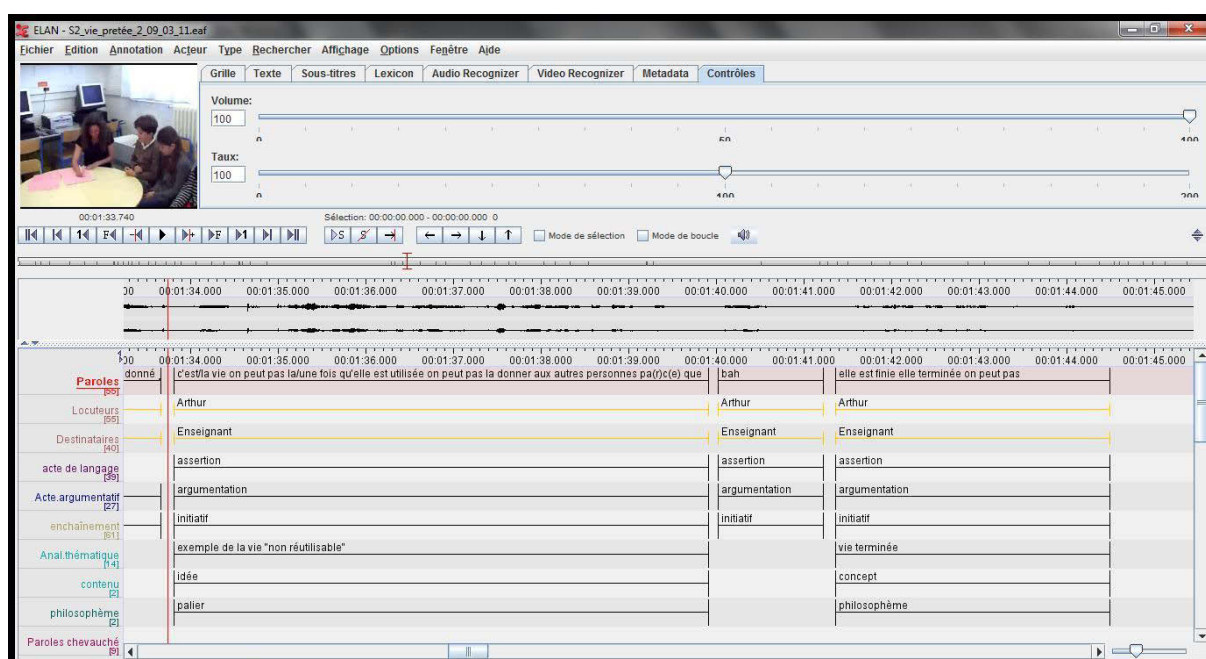 ELAN - S2_vie_pretée_2_09_03_11.eaf
Fichier Edition Annotation Acteur Type Rechercher Affichage Options Fenêtre Aide
Grille Texte Sous-titres Lexicon Audio Recognizer Video Recognizer Metadata Contrôles
Volume:
100
0 50 100
Taux:
100
0 100 200
00:01:33.740 Sélection: 00:00:00.000 - 00:00:00.000 0
Mode de sélection Mode de boucle
00:01:34.000 00:01:35.000 00:01:36.000 00:01:37.000 00:01:38.000 00:01:39.000 00:01:40.000 00:01:41.000 00:01:42.000 00:01:43.000 00:01:44.000 00:01:45.000
00:01:34.000 00:01:35.000 00:01:36.000 00:01:37.000 00:01:38.000 00:01:39.000 00:01:40.000 00:01:41.000 00:01:42.000 00:01:43.000 00:01:44.000 00:01:45.000
donné c'est/la vie on peut pas la/une fois qu'elle est utilisée on peut pas la donner aux autres personnes pa(r)c(e) que bah elle est finie elle terminée on peut pas
Paroles
[55]
Arthur Arthur Arthur
Locuteurs
[55]
Enseignant Enseignant Enseignant
Destinataires
[40]
assertion assertion assertion
acte de langage
[39]
argumentation argumentation argumentation
Acte.argumentatif
[27]
initiatif initiatif initiatif
enchaînement
[61]
exemple de la vie "non réutilisable" vie terminée
Anal.thématique
[14]
idée concept
contenu
[2]
palier philosophème
philosophème
[2]
Paroles chevauché
[9]